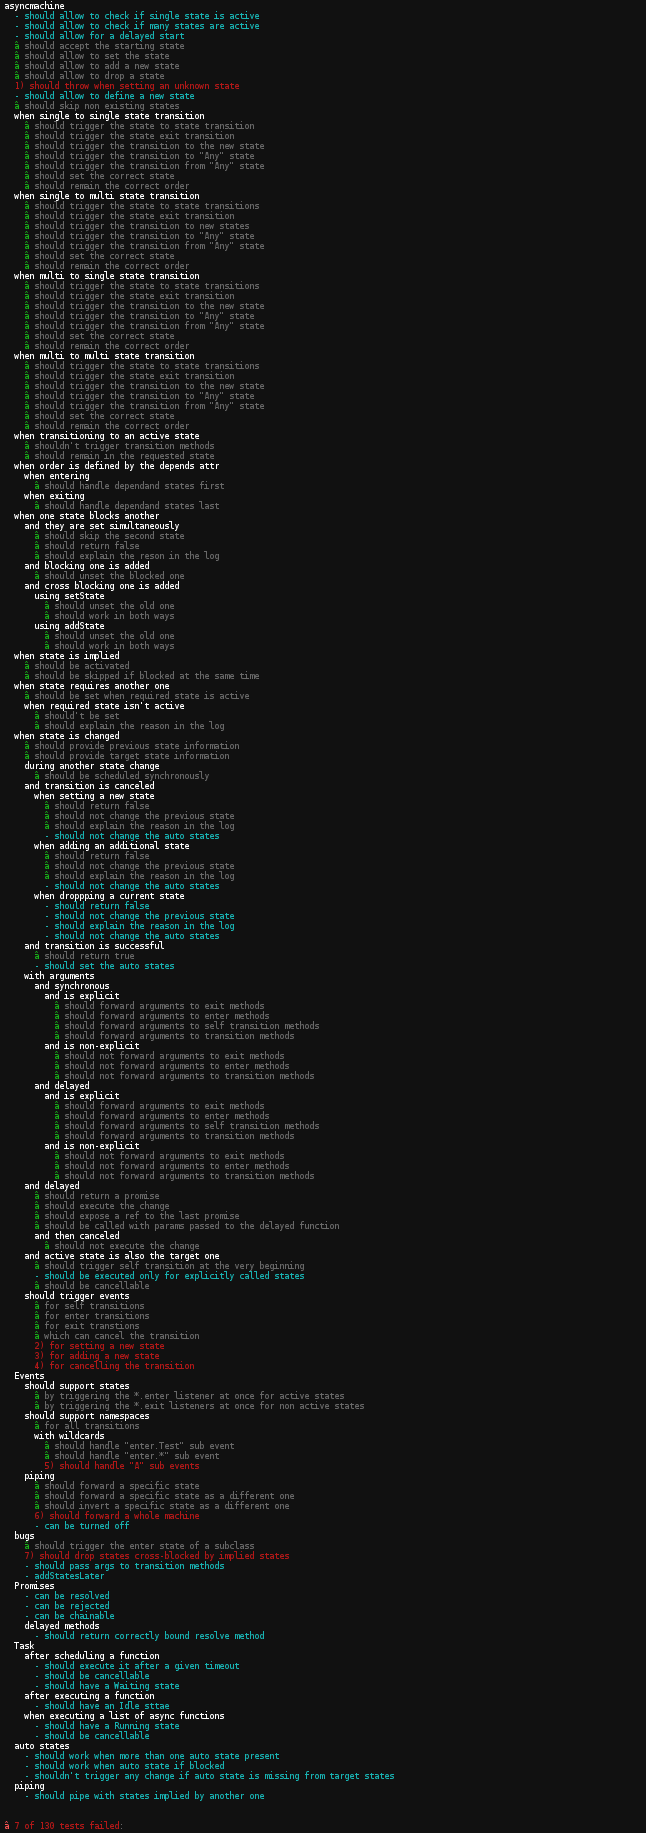 asyncmachine
- should allow to check if single state is active
- should allow to check if many states are active
- should allow for a delayed start
â should accept the starting state
â should allow to set the state
â should allow to add a new state
â should allow to drop a state
1) should throw when setting an unknown state
- should allow to define a new state
â should skip non existing states
when single to single state transition
â should trigger the state to state transition
â should trigger the state exit transition
â should trigger the transition to the new state
â should trigger the transition to "Any" state
â should trigger the transition from "Any" state
â should set the correct state
â should remain the correct order
when single to multi state transition
â should trigger the state to state transitions
â should trigger the state exit transition
â should trigger the transition to new states
â should trigger the transition to "Any" state
â should trigger the transition from "Any" state
â should set the correct state
â should remain the correct order
when multi to single state transition
â should trigger the state to state transitions
â should trigger the state exit transition
â should trigger the transition to the new state
â should trigger the transition to "Any" state
â should trigger the transition from "Any" state
â should set the correct state
â should remain the correct order
when multi to multi state transition
â should trigger the state to state transitions
â should trigger the state exit transition
â should trigger the transition to the new state
â should trigger the transition to "Any" state
â should trigger the transition from "Any" state
â should set the correct state
â should remain the correct order
when transitioning to an active state
â shouldn't trigger transition methods
â should remain in the requested state
when order is defined by the depends attr
when entering
â should handle dependand states first
when exiting
â should handle dependand states last
when one state blocks another
and they are set simultaneously
â should skip the second state
â should return false
â should explain the reson in the log
and blocking one is added
â should unset the blocked one
and cross blocking one is added
using setState
â should unset the old one
â should work in both ways
using addState
â should unset the old one
â should work in both ways
when state is implied
â should be activated
â should be skipped if blocked at the same time
when state requires another one
â should be set when required state is active
when required state isn't active
â should't be set
â should explain the reason in the log
when state is changed
â should provide previous state information
â should provide target state information
during another state change
â should be scheduled synchronously
and transition is canceled
when setting a new state
â should return false
â should not change the previous state
â should explain the reason in the log
- should not change the auto states
when adding an additional state
â should return false
â should not change the previous state
â should explain the reason in the log
- should not change the auto states
when droppping a current state
- should return false
- should not change the previous state
- should explain the reason in the log
- should not change the auto states
and transition is successful
â should return true
- should set the auto states
with arguments
and synchronous
and is explicit
â should forward arguments to exit methods
â should forward arguments to enter methods
â should forward arguments to self transition methods
â should forward arguments to transition methods
and is non-explicit
â should not forward arguments to exit methods
â should not forward arguments to enter methods
â should not forward arguments to transition methods
and delayed
and is explicit
â should forward arguments to exit methods
â should forward arguments to enter methods
â should forward arguments to self transition methods
â should forward arguments to transition methods
and is non-explicit
â should not forward arguments to exit methods
â should not forward arguments to enter methods
â should not forward arguments to transition methods
and delayed
â should return a promise
â should execute the change
â should expose a ref to the last promise
â should be called with params passed to the delayed function
and then canceled
â should not execute the change
and active state is also the target one
â should trigger self transition at the very beginning
- should be executed only for explicitly called states
â should be cancellable
should trigger events
â for self transitions
â for enter transitions
â for exit transtions
â which can cancel the transition
2) for setting a new state
3) for adding a new state
4) for cancelling the transition
Events
should support states
â by triggering the *.enter listener at once for active states
â by triggering the *.exit listeners at once for non active states
should support namespaces
â for all transitions
with wildcards
â should handle "enter.Test" sub event
â should handle "enter.*" sub event
5) should handle "A" sub events
piping
â should forward a specific state
â should forward a specific state as a different one
â should invert a specific state as a different one
6) should forward a whole machine
- can be turned off
bugs
â should trigger the enter state of a subclass
7) should drop states cross-blocked by implied states
- should pass args to transition methods
- addStatesLater
Promises
- can be resolved
- can be rejected
- can be chainable
delayed methods
- should return correctly bound resolve method
Task
after scheduling a function
- should execute it after a given timeout
- should be cancellable
- should have a Waiting state
after executing a function
- should have an Idle sttae
when executing a list of async functions
- should have a Running state
- should be cancellable
auto states
- should work when more than one auto state present
- should work when auto state if blocked
- shouldn't trigger any change if auto state is missing from target states
piping
- should pipe with states implied by another one
â 7 of 130 tests failed: